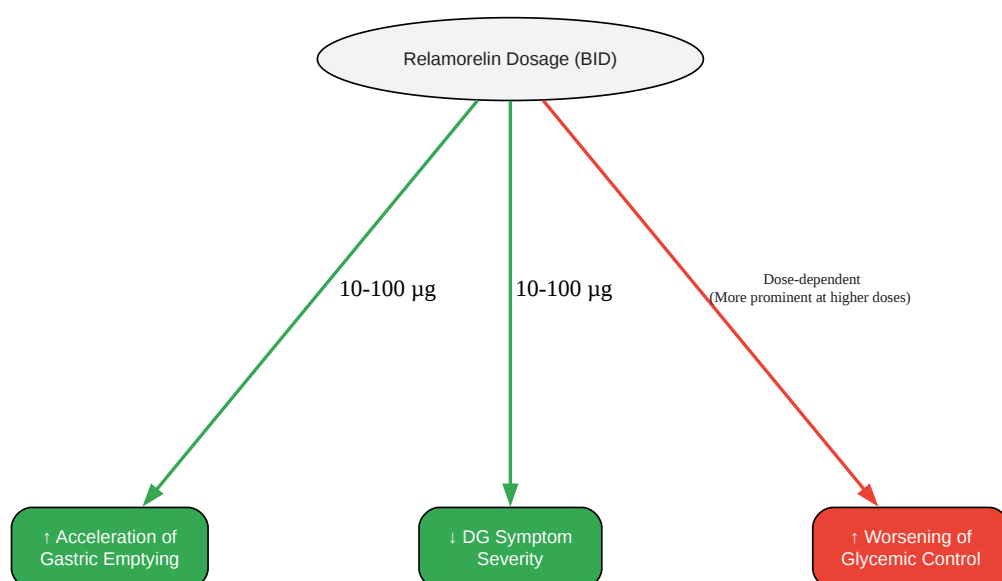 Relamorelin Dosage (BID)
10-100 µg
10-100 µg
Dose-dependent
(More prominent at higher doses)
↑ Acceleration of
Gastric Emptying
↓ DG Symptom
Severity
↑ Worsening of
Glycemic Control